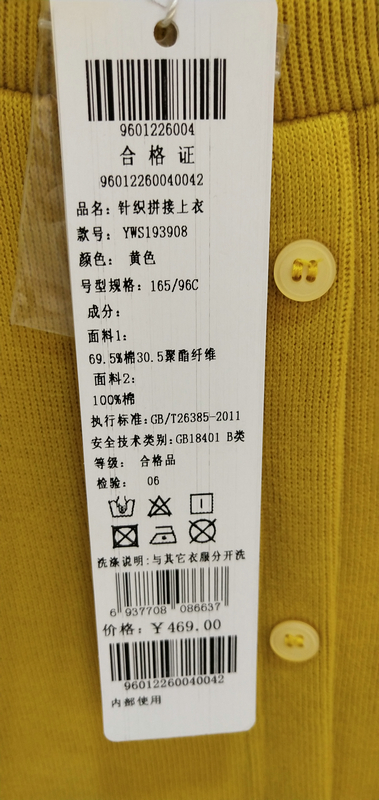 9601226004
合格证
96012260040042
品名：针织拼接上衣
款号：YWS193908
颜色： 黄色
号型规格：165/96C
成分：
面料1：
69.5%棉30.5聚酯纤维
面料2：
100%棉
执行标准：GB/T26385-2011
安全技术类别：GB18401 B类
等级： 合格品
检验： 06
洗涤说明：与其它衣服分开洗
6 937708 086637
价格：￥469.00
96012260040042
内部使用